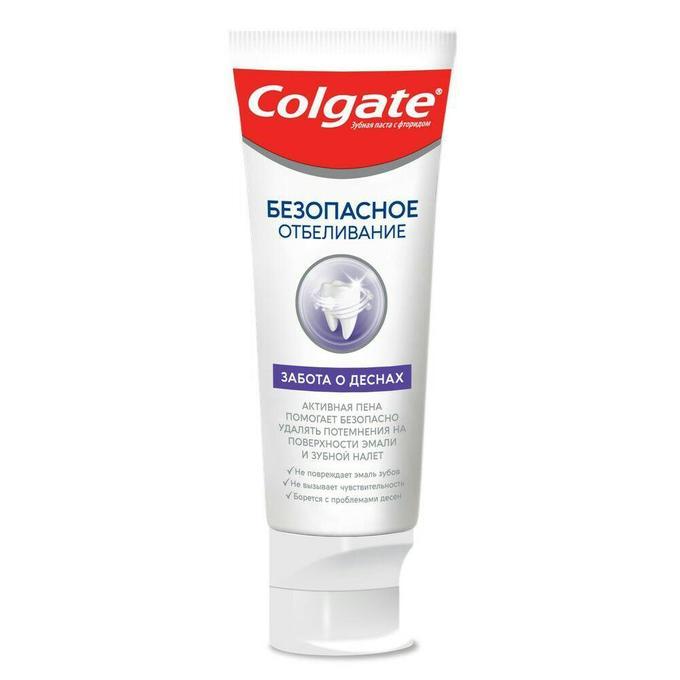 Colgate®
Зубная паста с фторидом
БЕЗОПАСНОЕ
ОТБЕЛИВАНИЕ
ЗАБОТА О ДЕСНАХ
АКТИВНАЯ ПЕНА
ПОМОГАЕТ БЕЗОПАСНО
УДАЛЯТЬ ПОТЕМНЕНИЯ НА
ПОВЕРХНОСТИ ЭМАЛИ
И ЗУБНОЙ НАЛЕТ
✓Не повреждает эмаль зубов
✓Не вызывает чувствительность
✓Борется с проблемами десен